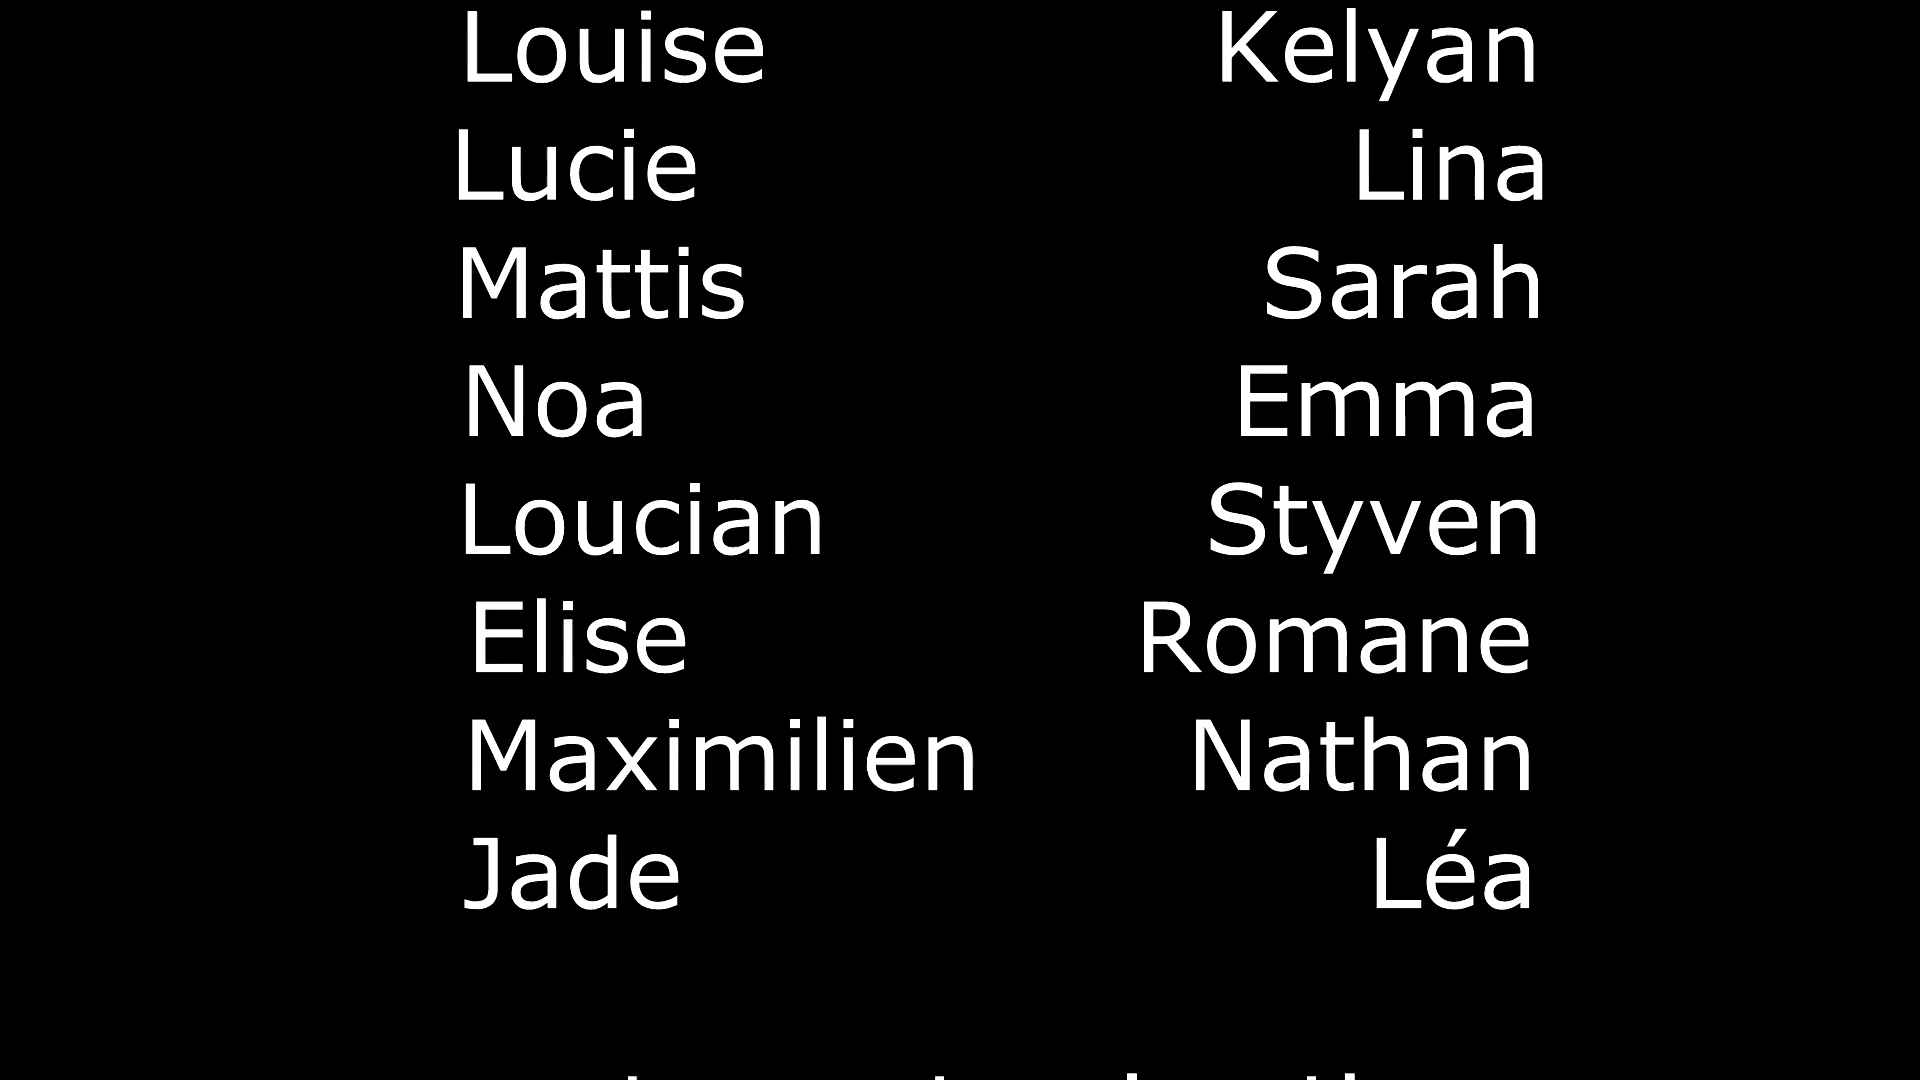 Louise Kelyan
Lucie Lina
Mattis Sarah
Noa Emma
Loucian Styven
Elise Romane
Maximilien Nathan
Jade Léa